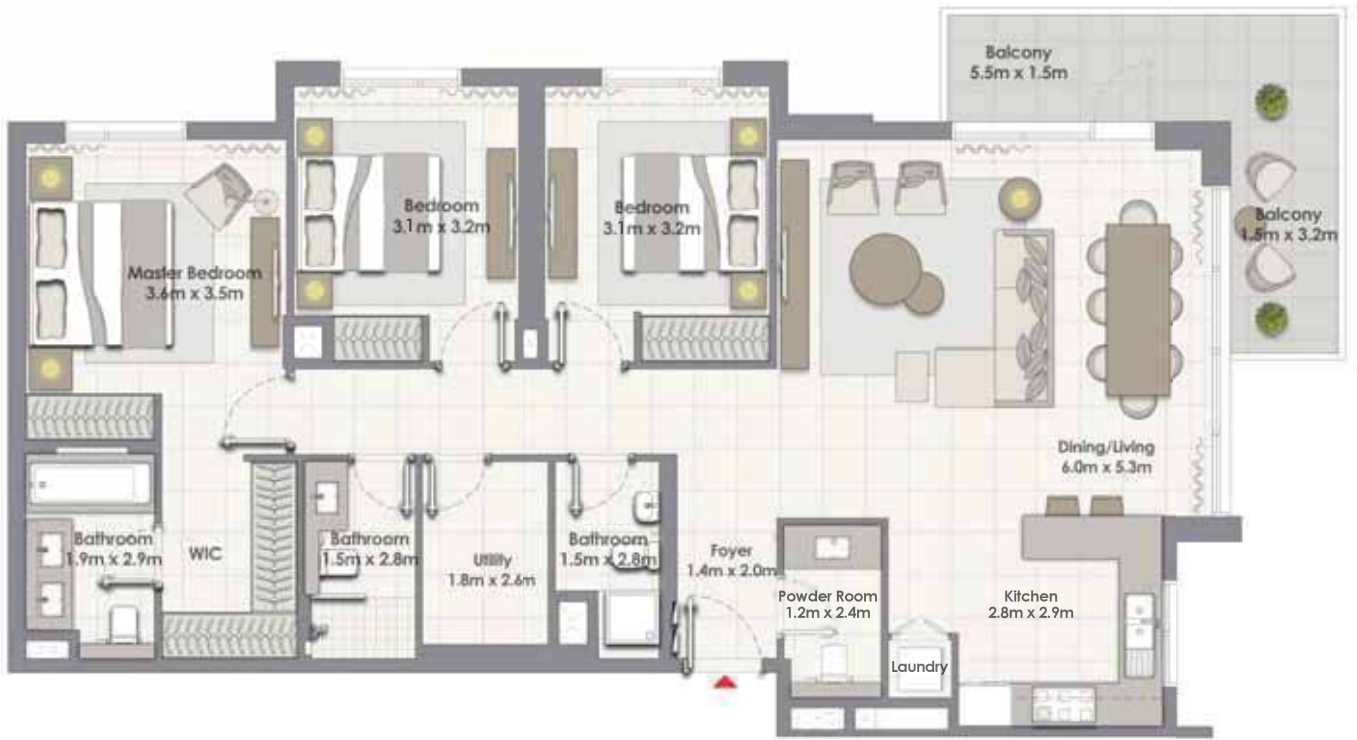 Balcony
5.5m x 1.5m
Bedroom
3.1m x 3.2m
Bedroom
3.1m x 3.2m
Balcony
1.5m x 3.2m
Master Bedroom
3.6m x 3.5m
Dining/Living
6.0m x 5.3m
Bathroom
1.9m x 2.9m
WIC
Bathroom
1.5m x 2.8m
Utility
1.8m x 2.6m
Bathroom
1.5m x 2.8m
Foyer
1.4m x 2.0m
Powder Room
1.2m x 2.4m
Kitchen
2.8m x 2.9m
Laundry